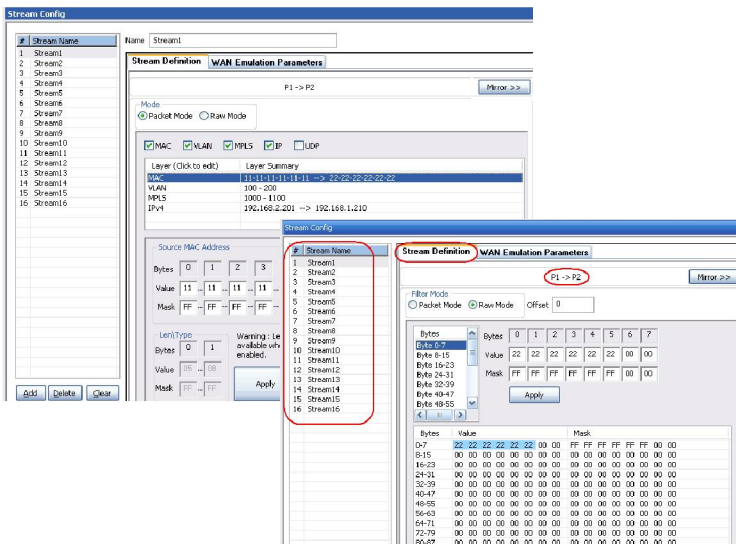 Stream Config
# Stream Name
1 Stream1
2 Stream2
3 Stream3
4 Stream4
5 Stream5
6 Stream6
7 Stream7
8 Stream8
9 Stream9
10 Stream10
11 Stream11
12 Stream12
13 Stream13
14 Stream14
15 Stream15
16 Stream16
Add Delete Clear
Name Stream1
Stream Definition WAN Emulation Parameters
P1 -> P2 Mirror >>
Mode
Packet Mode Raw Mode
MAC VLAN MPLS IP UDP
Layer (Click to edit) Layer Summary
MAC 11-11-11-11-11-11 --> 22-22-22-22-22-22
VLAN 100 - 200
MPLS 1000 - 1100
IPv4 192.168.2.201 --> 192.168.1.210
Source MAC Address
Bytes 0 1 2 3
Value 11 - 11 - 11 - 11 -
Mask FF - FF - FF - FF -
Len\Type
Bytes 0 1
Value 05 - 08
Mask FF - FF
Warning : Le
available whe
enabled.
Apply
Stream Config
# Stream Name
1 Stream1
2 Stream2
3 Stream3
4 Stream4
5 Stream5
6 Stream6
7 Stream7
8 Stream8
9 Stream9
10 Stream10
11 Stream11
12 Stream12
13 Stream13
14 Stream14
15 Stream15
16 Stream16
Stream Definition WAN Emulation Parameters
P1 -> P2 Mirror >>
Filter Mode
Packet Mode Raw Mode Offset 0
Bytes
Byte 0-7
Byte 8-15
Byte 16-23
Byte 24-31
Byte 32-39
Byte 40-47
Byte 48-55
Bytes 0 1 2 3 4 5 6 7
Value 22 22 22 22 22 22 00 00
Mask FF FF FF FF FF FF 00 00
Apply
Bytes Value Mask
0-7 22 22 22 22 22 22 00 00 FF FF FF FF FF FF 00 00
8-15 00 00 00 00 00 00 00 00 00 00 00 00 00 00 00 00
16-23 00 00 00 00 00 00 00 00 00 00 00 00 00 00 00 00
24-31 00 00 00 00 00 00 00 00 00 00 00 00 00 00 00 00
32-39 00 00 00 00 00 00 00 00 00 00 00 00 00 00 00 00
40-47 00 00 00 00 00 00 00 00 00 00 00 00 00 00 00 00
48-55 00 00 00 00 00 00 00 00 00 00 00 00 00 00 00 00
56-63 00 00 00 00 00 00 00 00 00 00 00 00 00 00 00 00
64-71 00 00 00 00 00 00 00 00 00 00 00 00 00 00 00 00
72-79 00 00 00 00 00 00 00 00 00 00 00 00 00 00 00 00
80-87 00 00 00 00 00 00 00 00 00 00 00 00 00 00 00 00